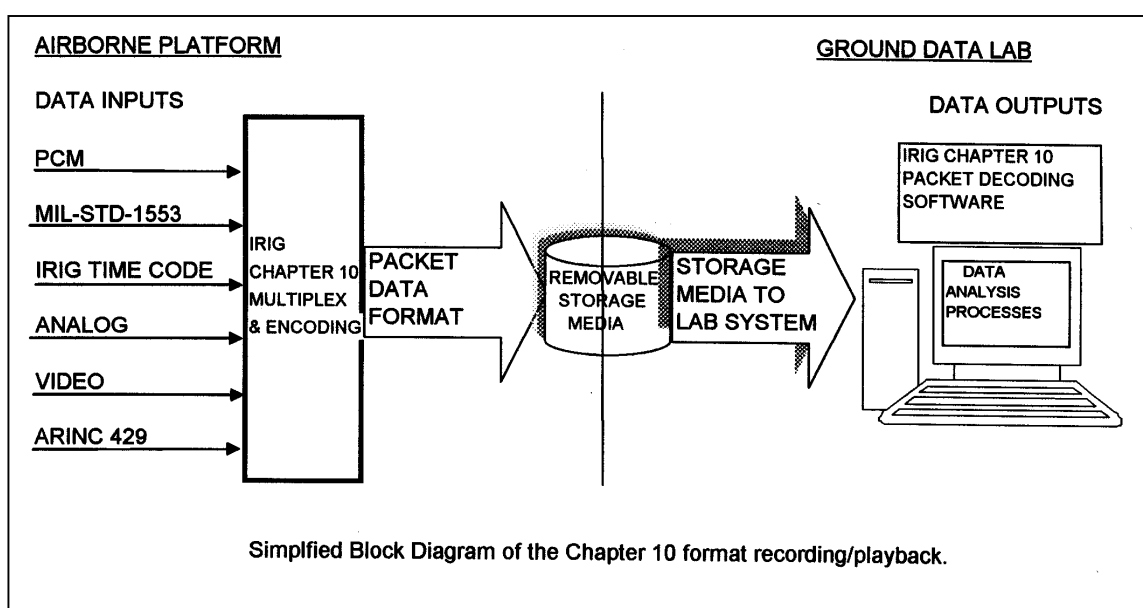 AIRBORNE PLATFORM
GROUND DATA LAB
DATA INPUTS
DATA OUTPUTS
PCM
MIL-STD-1553
IRIG TIME CODE
ANALOG
VIDEO
ARINC 429
IRIG
CHAPTER 10
MULTIPLEX
& ENCODING
PACKET
DATA
FORMAT
REMOVABLE
STORAGE
MEDIA
STORAGE
MEDIA TO
LAB SYSTEM
IRIG CHAPTER 10
PACKET DECODING
SOFTWARE
DATA
ANALYSIS
PROCESSES
Simplfied Block Diagram of the Chapter 10 format recording/playback.